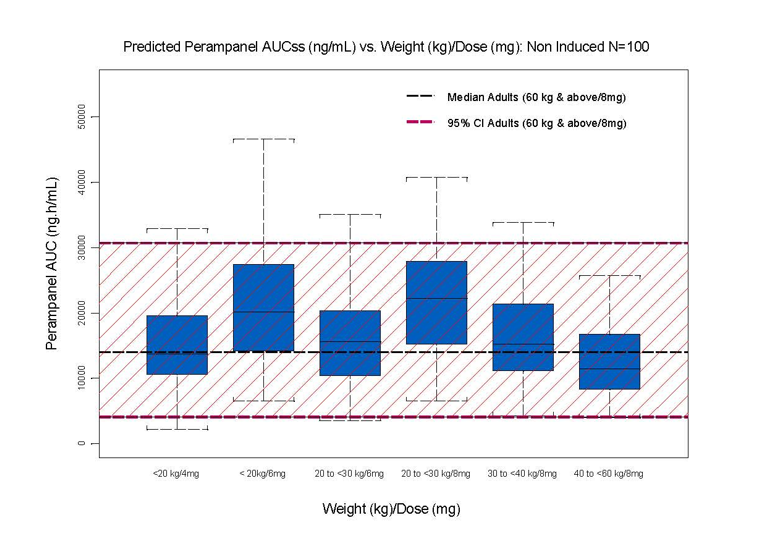 Predicted Perampanel AUCss (ng/mL) vs. Weight (kg)/Dose (mg): Non Induced N=100
Median Adults (60 kg & above/8mg)
95% CI Adults (60 kg & above/8mg)
Perampanel AUC (ng.h/mL)
50000
40000
30000
20000
10000
0
<20 kg/4mg
< 20kg/6mg
20 to <30 kg/6mg
20 to <30 kg/8mg
30 to <40 kg/8mg
40 to <60 kg/8mg
Weight (kg)/Dose (mg)